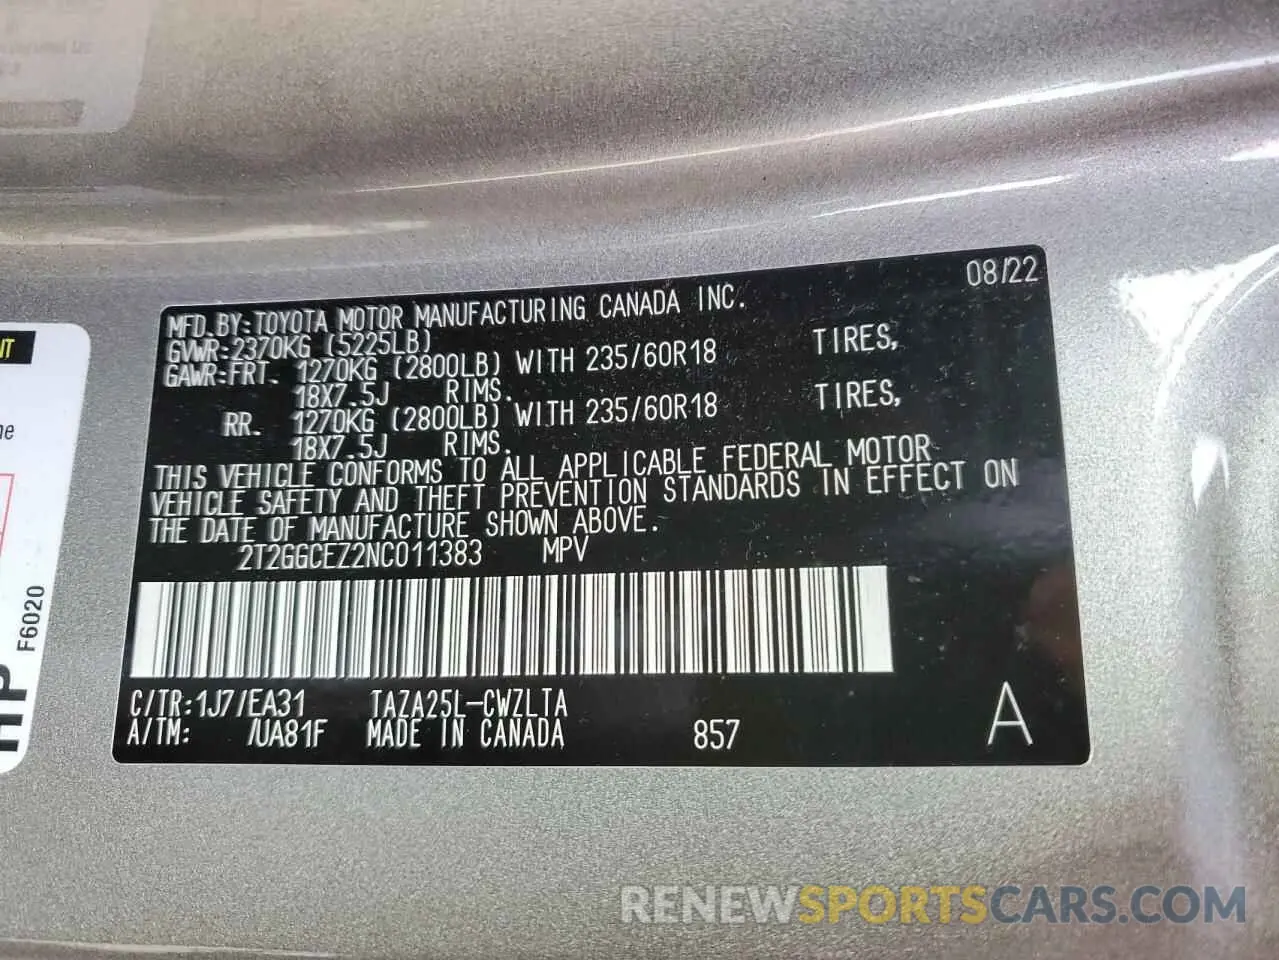 08/22
MFD.BY:TOYOTA MOTOR MANUFACTURING CANADA INC.
GVWR:2370KG (5225LB)
GAWR:FRT. 1270KG (2800LB) WITH 235/60R18 TIRES,
18X7.5J RIMS.
RR. 1270KG (2800LB) WITH 235/60R18 TIRES,
18X7.5J RIMS.
THIS VEHICLE CONFORMS TO ALL APPLICABLE FEDERAL MOTOR
VEHICLE SAFETY AND THEFT PREVENTION STANDARDS IN EFFECT ON
THE DATE OF MANUFACTURE SHOWN ABOVE.
2T2GGCEZ2NC011383 MPV
C/TR:1J7/EA31 TAZA25L-CWZLTA
A/TM: /UA81F MADE IN CANADA 857 A
F6020
RENEWSPORTSCARS.COM